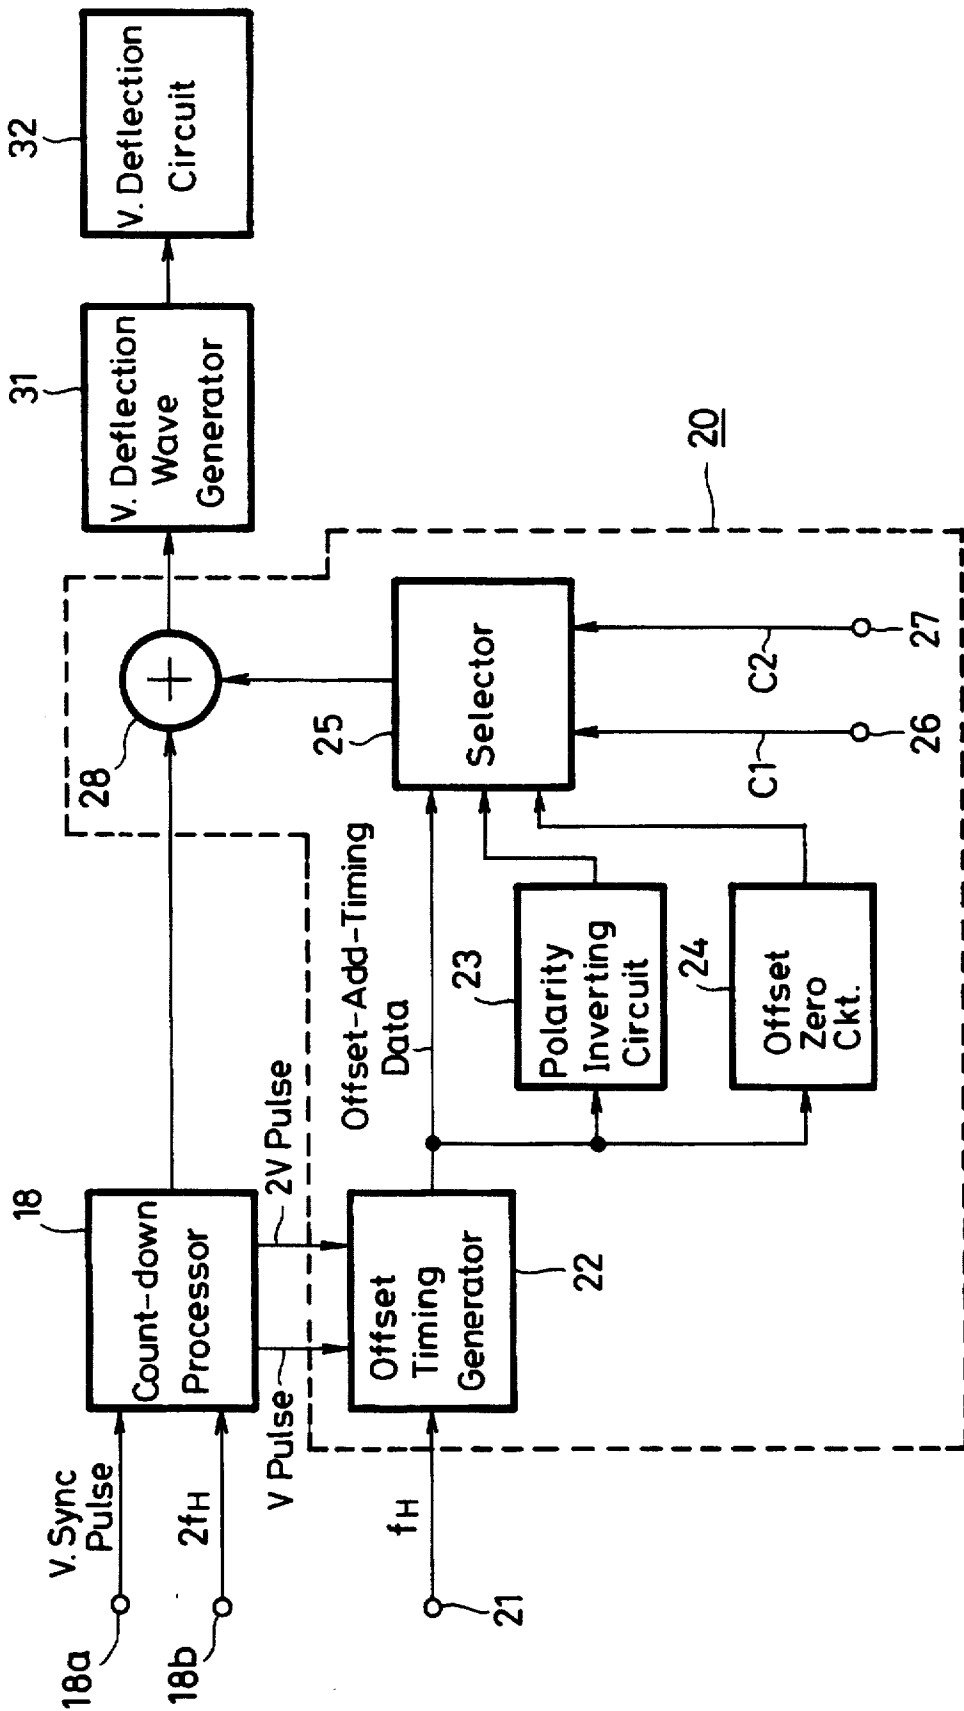 18a
V. Sync
Pulse
18b
2fH
18
Count-down
Processor
V Pulse
2V Pulse
21
fH
Offset
Timing
Generator
22
Offset-Add-Timing
Data
23
Polarity
Inverting
Circuit
24
Offset
Zero
Ckt.
25
Selector
C1
26
C2
27
28
+
20
31
V. Deflection
Wave
Generator
32
V. Deflection
Circuit